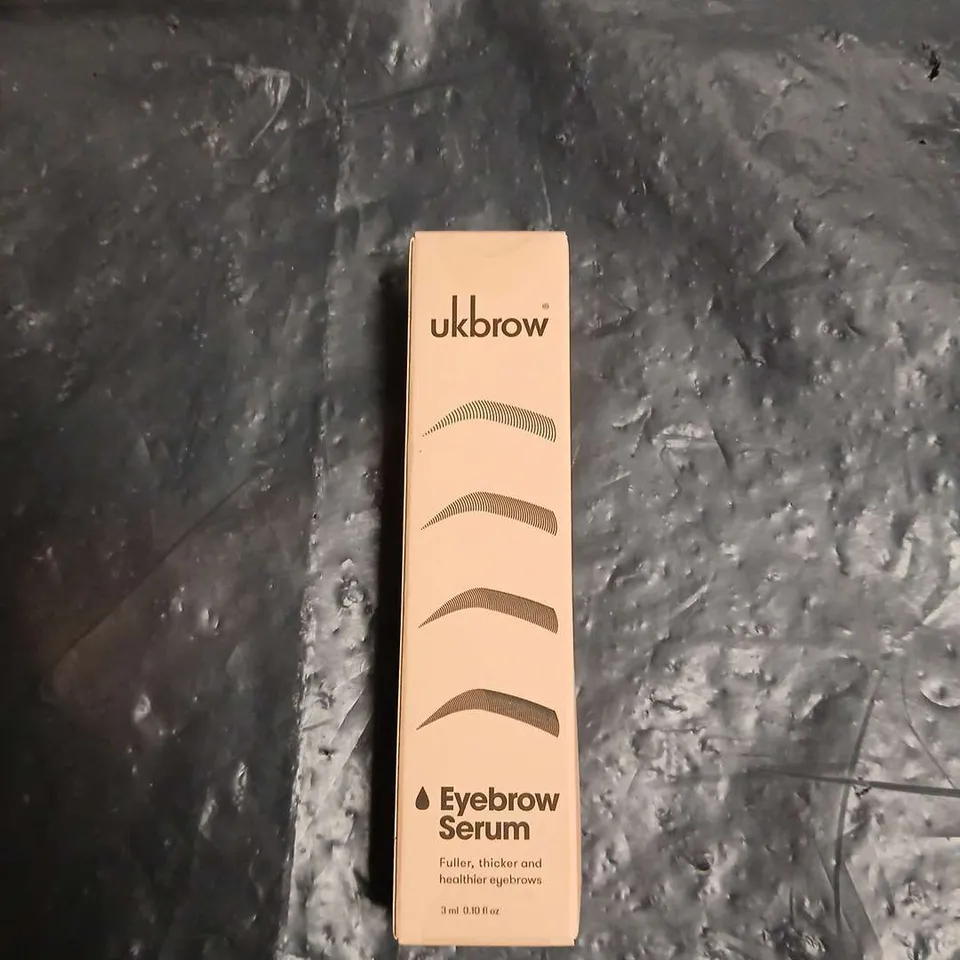 ukbrow®
Eyebrow
Serum
Fuller, thicker and
healthier eyebrows
3 ml 0.10 fl oz